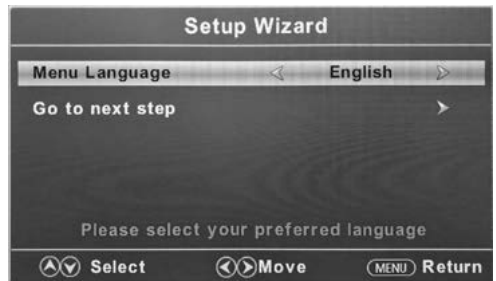 Setup Wizard
Menu Language English
Go to next step
Please select your preferred language
Select Move MENU Return